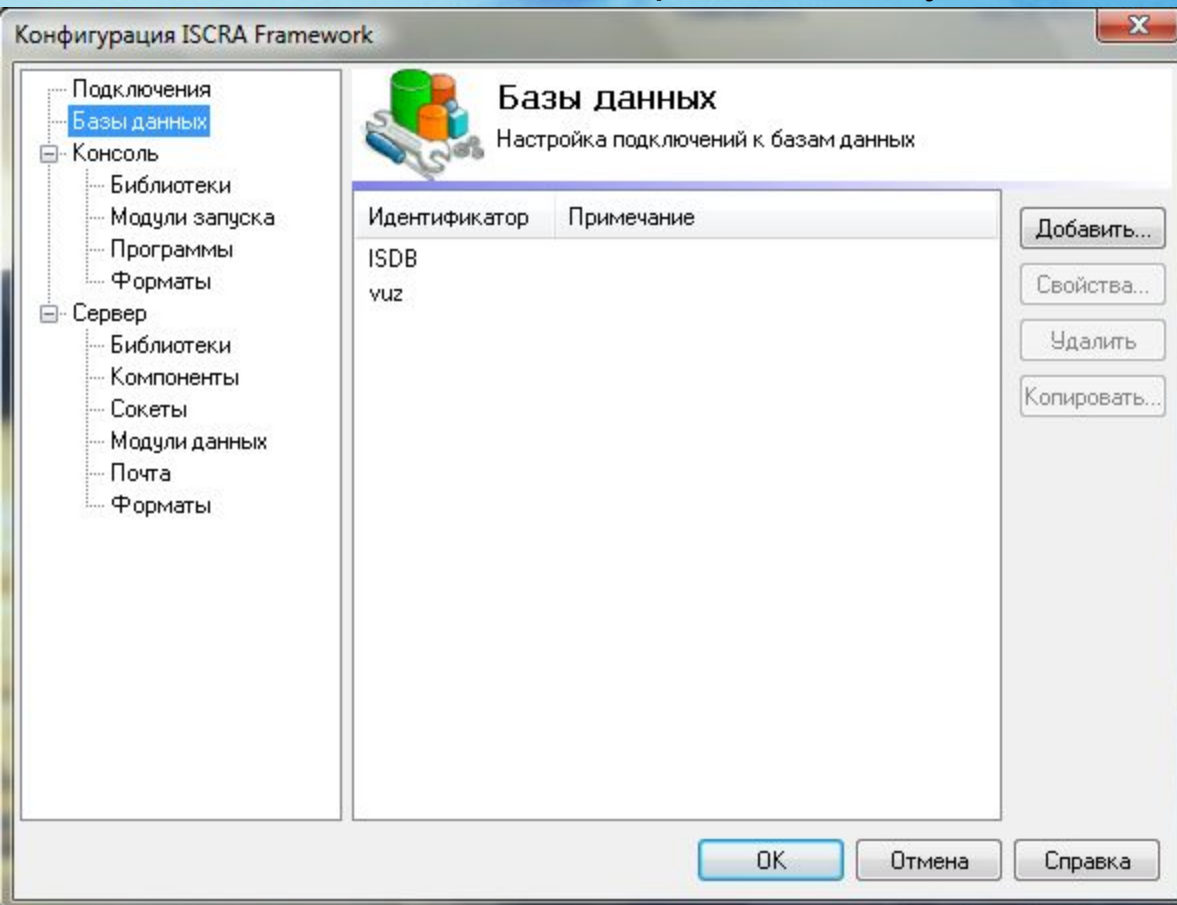 Конфигурация ISCRA Framework
Подключения
Базы данных
Консоль
Библиотеки
Модули запуска
Программы
Форматы
Сервер
Библиотеки
Компоненты
Сокеты
Модули данных
Почта
Форматы
Базы данных
Настройка подключений к базам данных
Идентификатор Примечание
ISDB
vuz
Добавить...
Свойства...
Удалить
Копировать...
OK Отмена Справка